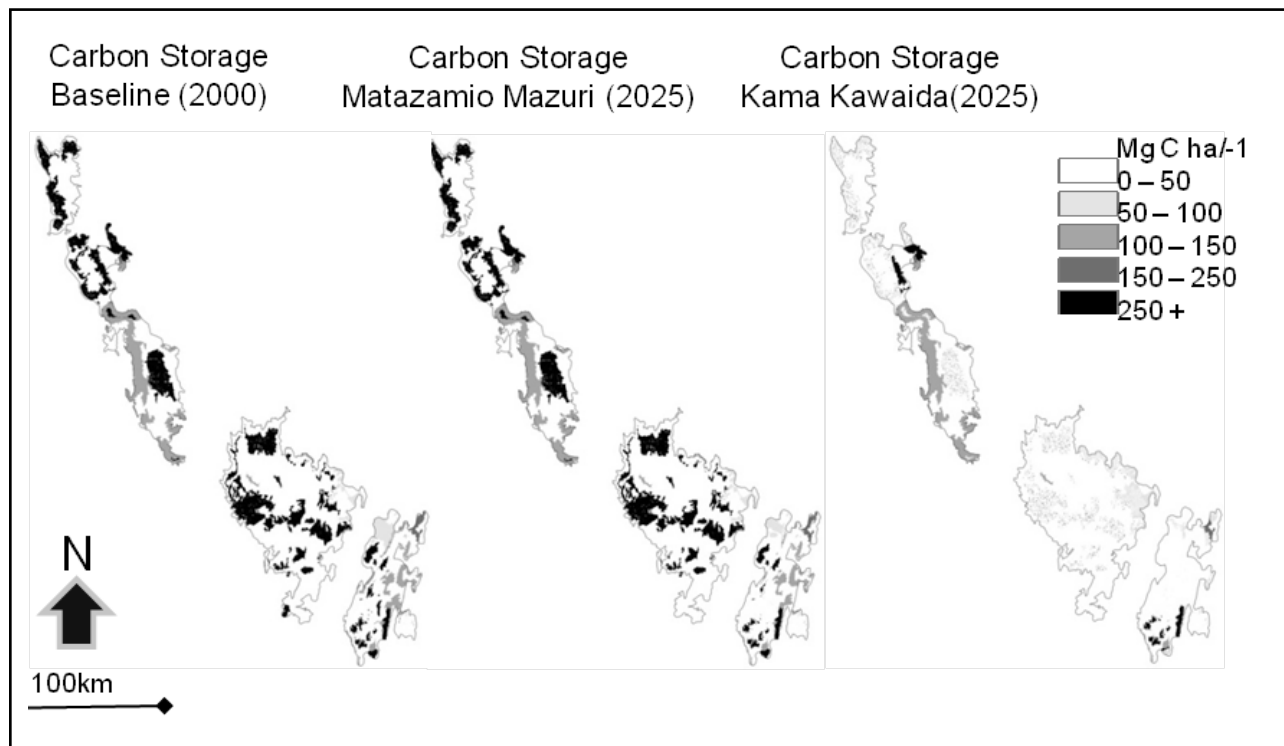 Carbon Storage
Baseline (2000)
Carbon Storage
Matazamio Mazuri (2025)
Carbon Storage
Kama Kawaida(2025)
MgC ha/-1
0 – 50
50 – 100
100 – 150
150 – 250
250 +
N
100km